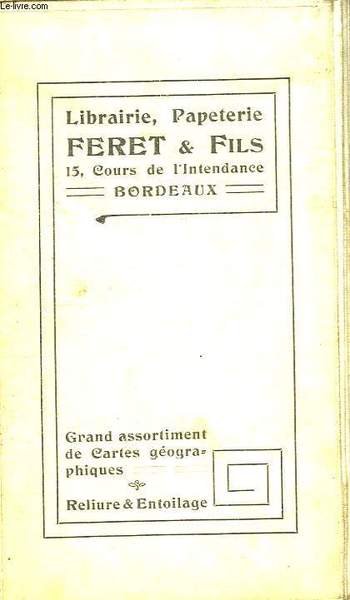 Le-livre.com
Librairie, Papeterie
FERET & FILS
15, Cours de l'Intendance
BORDEAUX
Grand assortiment
de Cartes géogra=
phiques
Reliure & Entoilage